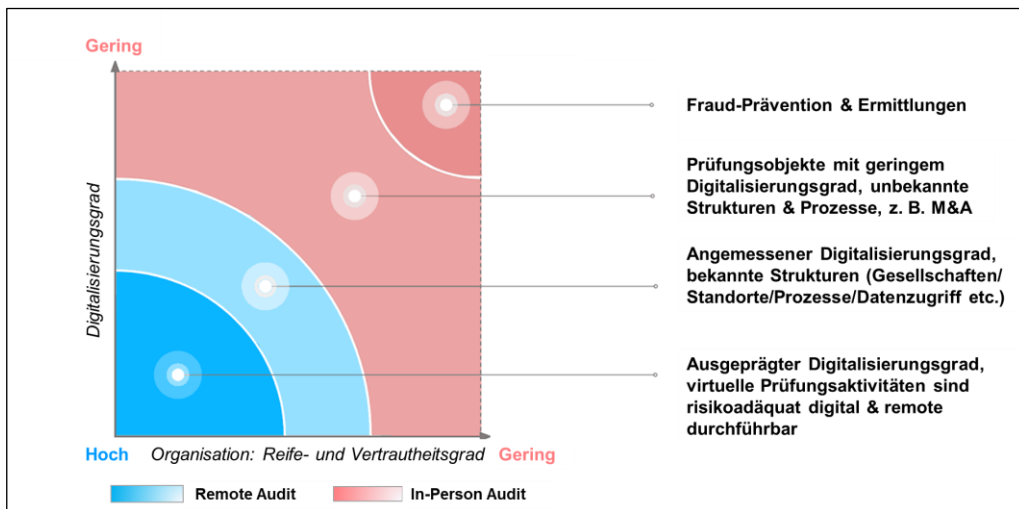 Gering
Digitalisierungsgrad
Fraud-Prävention & Ermittlungen
Prüfungsobjekte mit geringem
Digitalisierungsgrad, unbekannte
Strukturen & Prozesse, z. B. M&A
Angemessener Digitalisierungsgrad,
bekannte Strukturen (Gesellschaften/
Standorte/Prozesse/Datenzugriff etc.)
Ausgeprägter Digitalisierungsgrad,
virtuelle Prüfungsaktivitäten sind
risikoadäquat digital & remote
durchführbar
Hoch Organisation: Reife- und Vertrautheitsgrad Gering
Remote Audit In-Person Audit